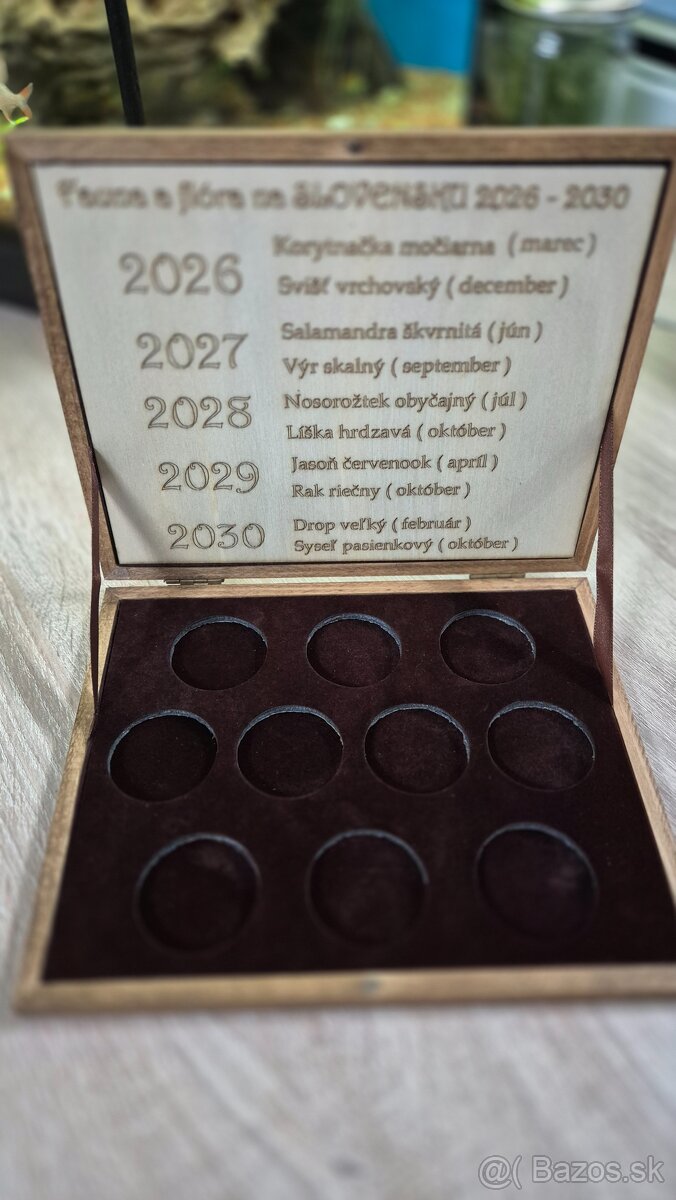 Fauna a flóra na SLOVENSKU 2026 - 2030
2026
Korytnačka močiarna ( marec )
Svišť vrchovský ( december )
2027
Salamandra škvrnitá ( jún )
Výr skalný ( september )
2028
Nosorožtek obyčajný ( júl )
Líška hrdzavá ( október )
2029
Jasoň červenook ( apríl )
Rak riečny ( október )
2030
Drop veľký ( február )
Syseľ pasienkový ( október )
@( Bazos.sk